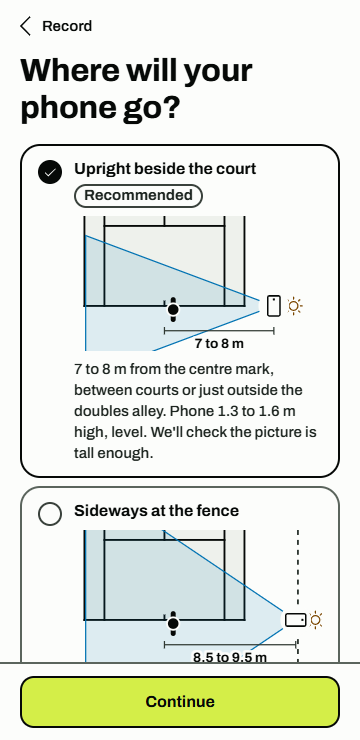 Record
Where will your
phone go?
Upright beside the court
Recommended
7 to 8 m
7 to 8 m from the centre mark,
between courts or just outside the
doubles alley. Phone 1.3 to 1.6 m
high, level. We'll check the picture is
tall enough.
Sideways at the fence
8.5 to 9.5 m
Continue